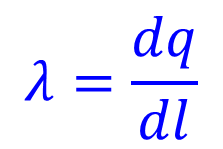 λ = dq/dl